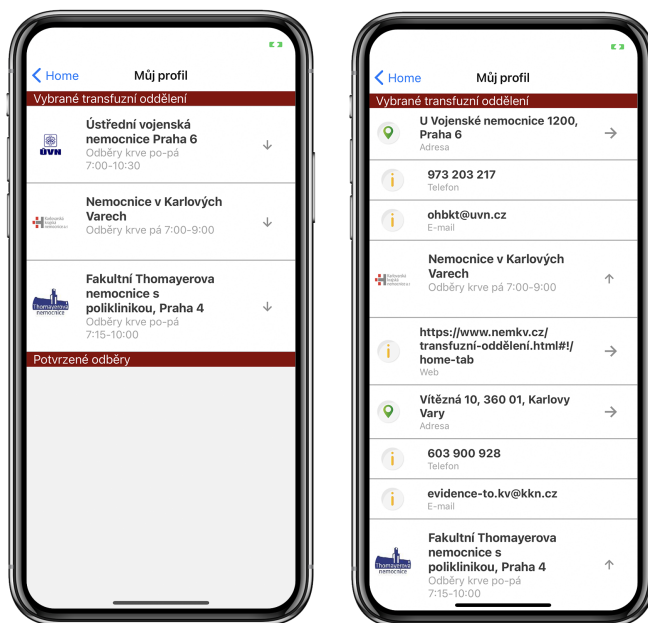 Home
Můj profil
Vybrané transfuzní oddělení
ÚVN
Ústřední vojenská
nemocnice Praha 6
Odběry krve po-pá
7:00-10:30
Karlovarská
krajská
nemocnice a.s.
Nemocnice v Karlových
Varech
Odběry krve pá 7:00-9:00
Thomayerova
nemocnice
Fakultní Thomayerova
nemocnice s
poliklinikou, Praha 4
Odběry krve po-pá
7:15-10:00
Potvrzené odběry
Home
Můj profil
Vybrané transfuzní oddělení
U Vojenské nemocnice 1200,
Praha 6
Adresa
973 203 217
Telefon
ohbkt@uvn.cz
E-mail
Karlovarská
krajská
nemocnice a.s.
Nemocnice v Karlových
Varech
Odběry krve pá 7:00-9:00
https://www.nemkv.cz/
transfuzní-oddělení.html#!/
home-tab
Web
Vítězná 10, 360 01, Karlovy
Vary
Adresa
603 900 928
Telefon
evidence-to.kv@kkn.cz
E-mail
Thomayerova
nemocnice
Fakultní Thomayerova
nemocnice s
poliklinikou, Praha 4
Odběry krve po-pá
7:15-10:00